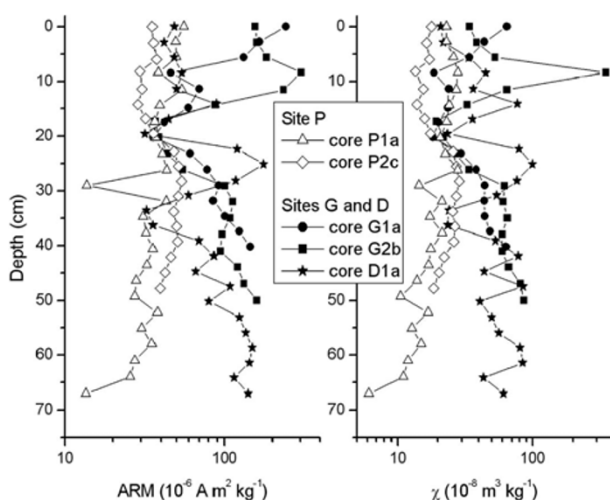 0
10
20
30
40
50
60
70
Depth (cm)
10
100
ARM (10⁻⁶ A m² kg⁻¹)
Site P
core P1a
core P2c
Sites G and D
core G1a
core G2b
core D1a
0
10
20
30
40
50
60
70
10
100
χ (10⁻⁸ m³ kg⁻¹)